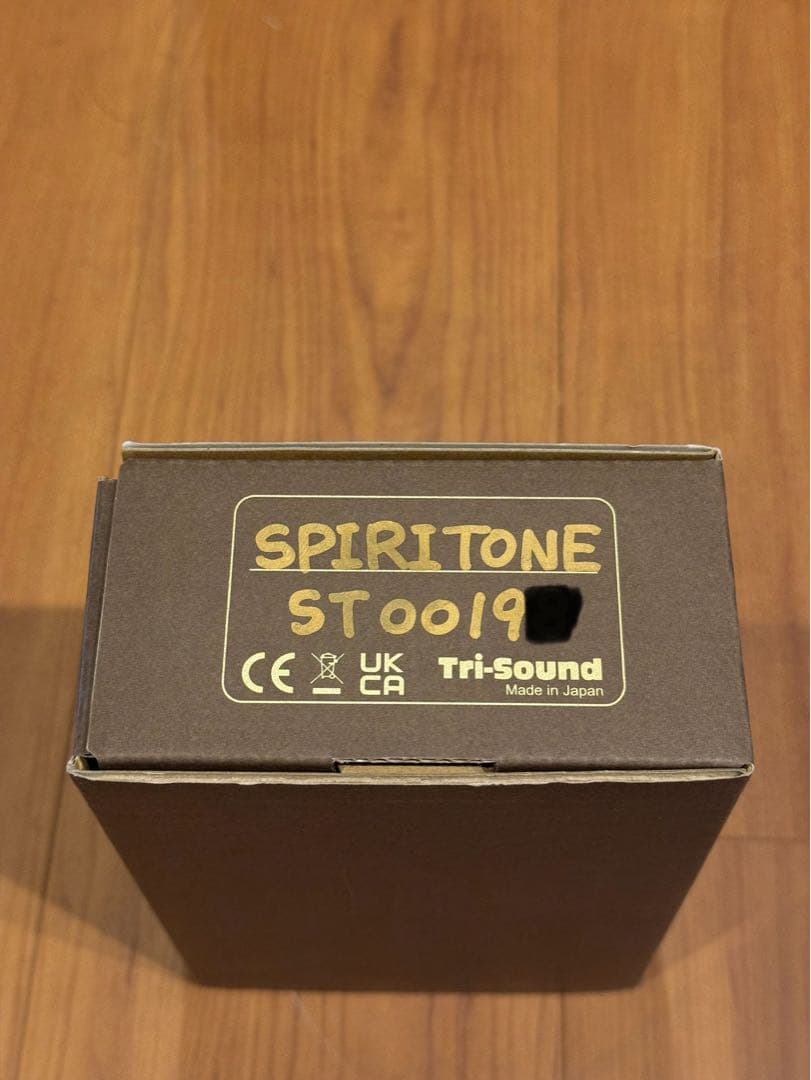 SPIRITONE
ST0019
CE UK
CA
Tri-Sound
Made in Japan